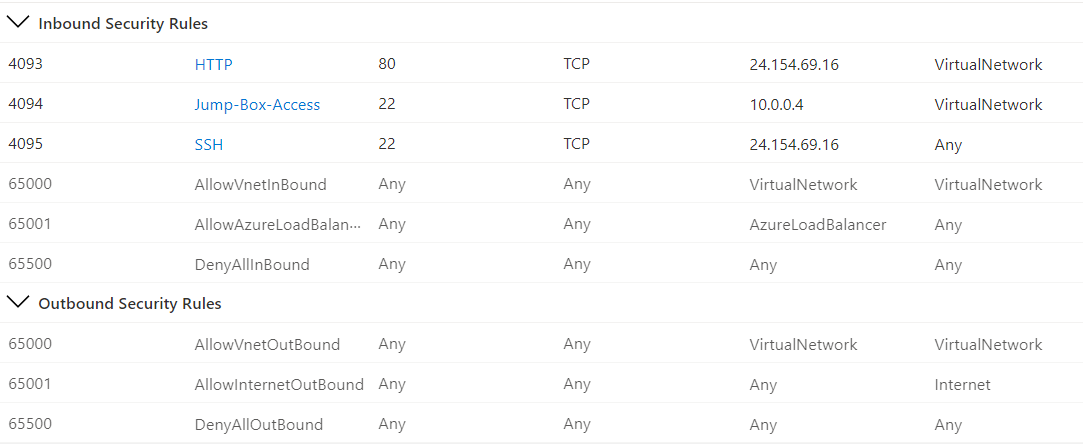 Inbound Security Rules
4093 HTTP 80 TCP 24.154.69.16 VirtualNetwork
4094 Jump-Box-Access 22 TCP 10.0.0.4 VirtualNetwork
4095 SSH 22 TCP 24.154.69.16 Any
65000 AllowVnetInBound Any Any VirtualNetwork VirtualNetwork
65001 AllowAzureLoadBalan··· Any Any AzureLoadBalancer Any
65500 DenyAllInBound Any Any Any Any
Outbound Security Rules
65000 AllowVnetOutBound Any Any VirtualNetwork VirtualNetwork
65001 AllowInternetOutBound Any Any Any Internet
65500 DenyAllOutBound Any Any Any Any